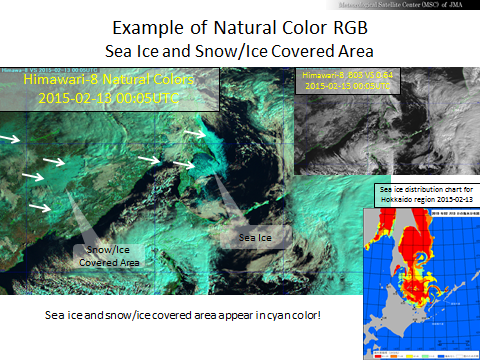 Meteorological Satellite Center (MSC) of JMA
Example of Natural Color RGB
Sea Ice and Snow/Ice Covered Area
Himawari-8 Natural Colors
2015-02-13 00:05UTC
Himawari-8, B03 VS 0.64
2015-02-13 00:05UTC
Sea ice distribution chart for
Hokkaido region 2015-02-13
Snow/Ice
Covered Area
Sea Ice
Sea ice and snow/ice covered area appear in cyan color!